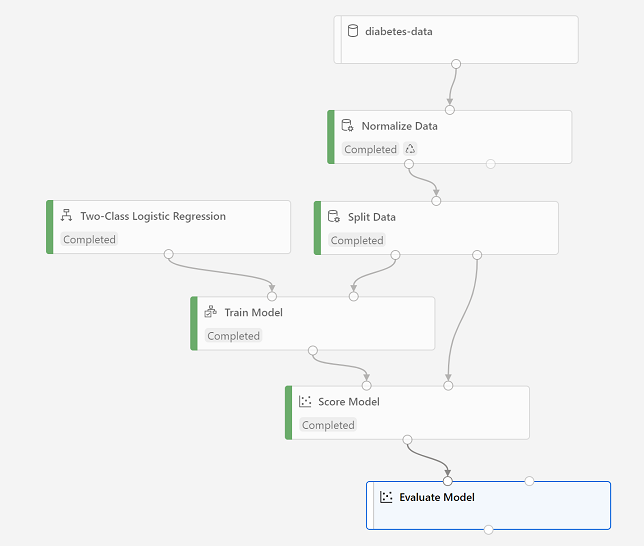 diabetes-data
Normalize Data
Completed
Two-Class Logistic Regression
Completed
Split Data
Completed
Train Model
Completed
Score Model
Completed
Evaluate Model